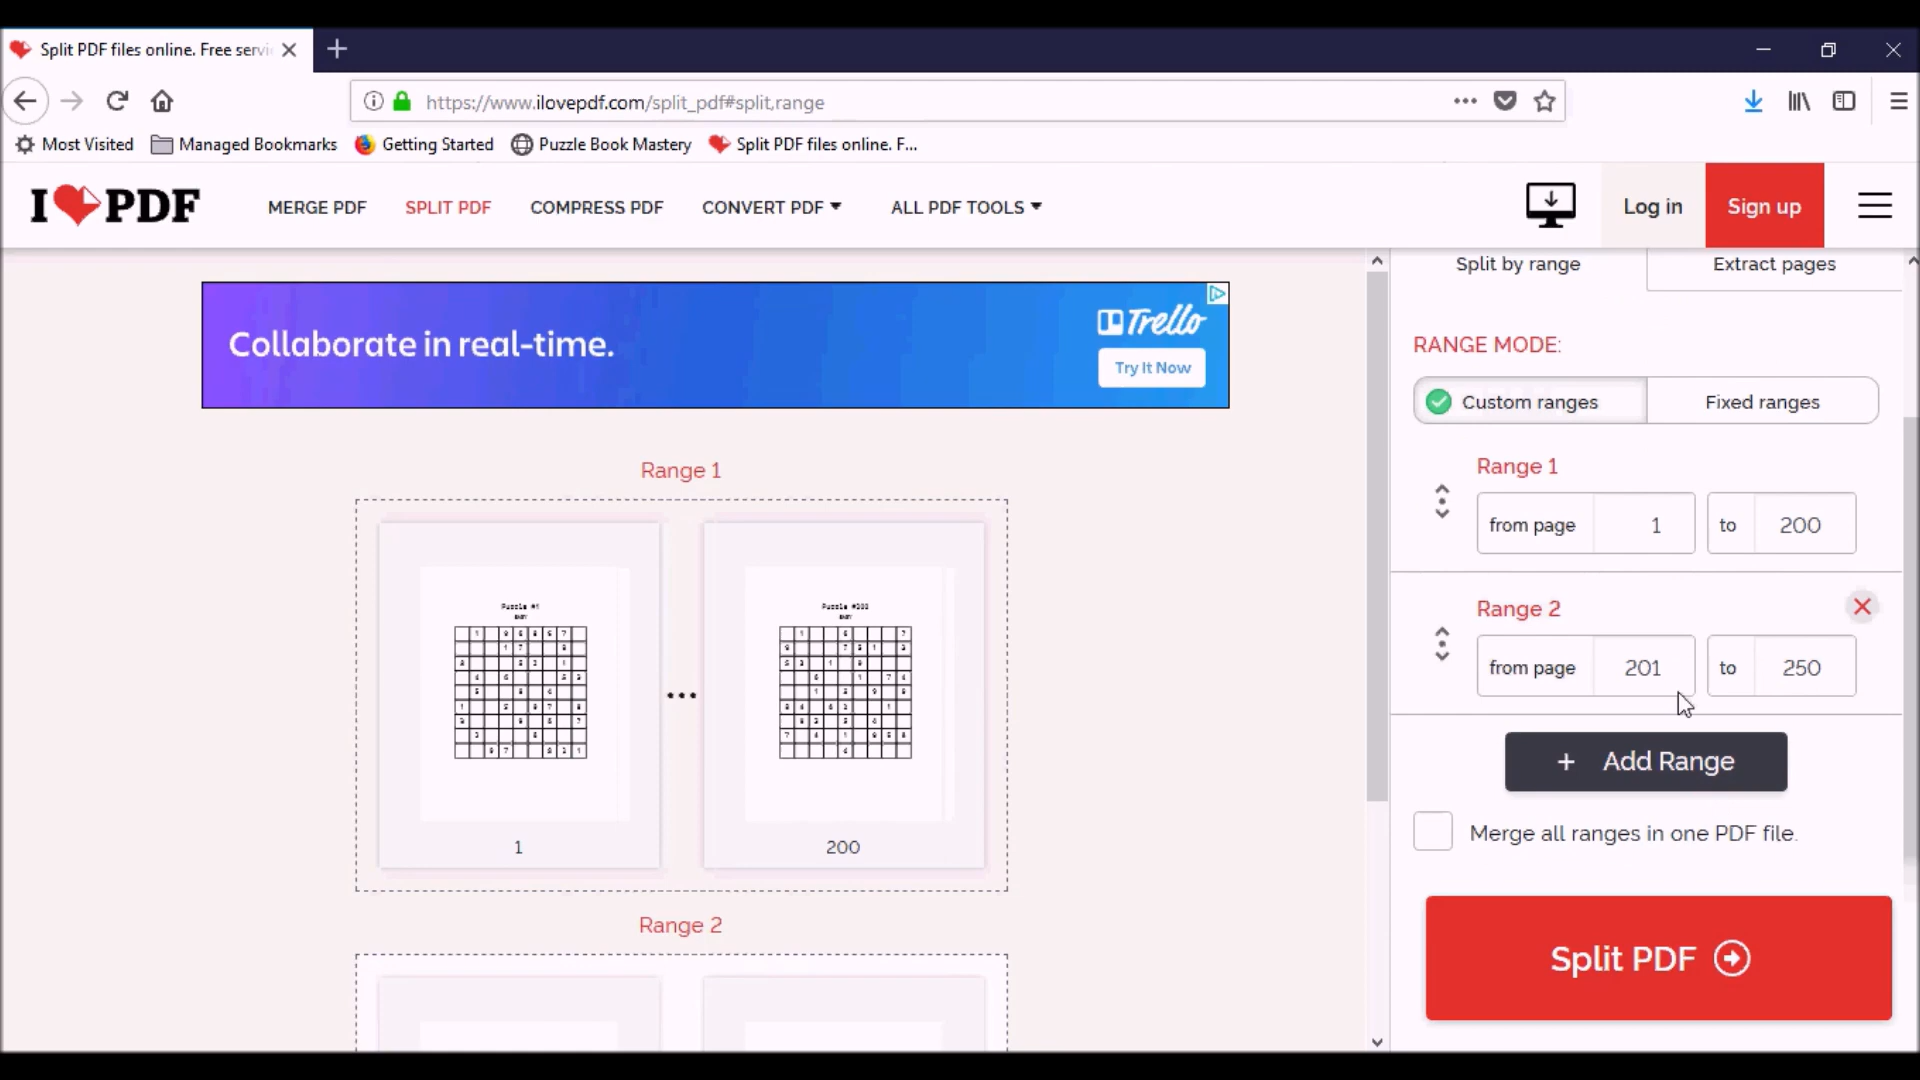 Split PDF files online. Free servi
https://www.ilovepdf.com/split_pdf#split,range
Most Visited
Managed Bookmarks
Getting Started
Puzzle Book Mastery
Split PDF files online. F...
I PDF
MERGE PDF
SPLIT PDF
COMPRESS PDF
CONVERT PDF
ALL PDF TOOLS
Log in
Sign up
Collaborate in real-time.
Trello
Try It Now
Range 1
Puzzle #1
EASY
1
...
EASY
200
Range 2
Split by range
Extract pages
RANGE MODE:
Custom ranges
Fixed ranges
Range 1
from page 1 to 200
Range 2
from page 201 to 250
+ Add Range
Merge all ranges in one PDF file.
Split PDF